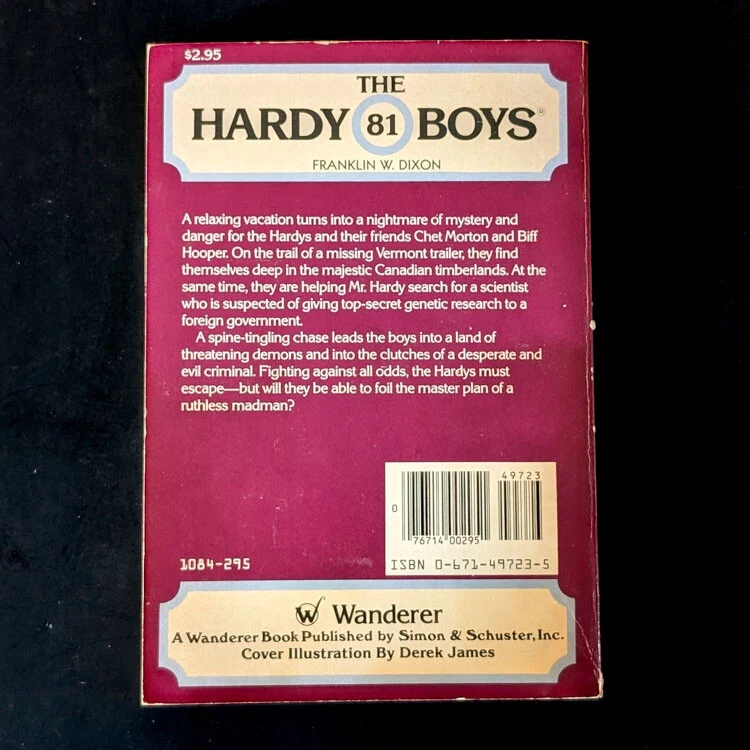 $2.95
THE
HARDY 81 BOYS®
FRANKLIN W. DIXON
A relaxing vacation turns into a nightmare of mystery and
danger for the Hardys and their friends Chet Morton and Biff
Hooper. On the trail of a missing Vermont trailer, they find
themselves deep in the majestic Canadian timberlands. At the
same time, they are helping Mr. Hardy search for a scientist
who is suspected of giving top-secret genetic research to a
foreign government.
A spine-tingling chase leads the boys into a land of
threatening demons and into the clutches of a desperate and
evil criminal. Fighting against all odds, the Hardys must
escape—but will they be able to foil the master plan of a
ruthless madman?
49723
0
76714 00295
1084-295
ISBN 0-671-49723-5
W Wanderer
A Wanderer Book Published by Simon & Schuster, Inc.
Cover Illustration By Derek James